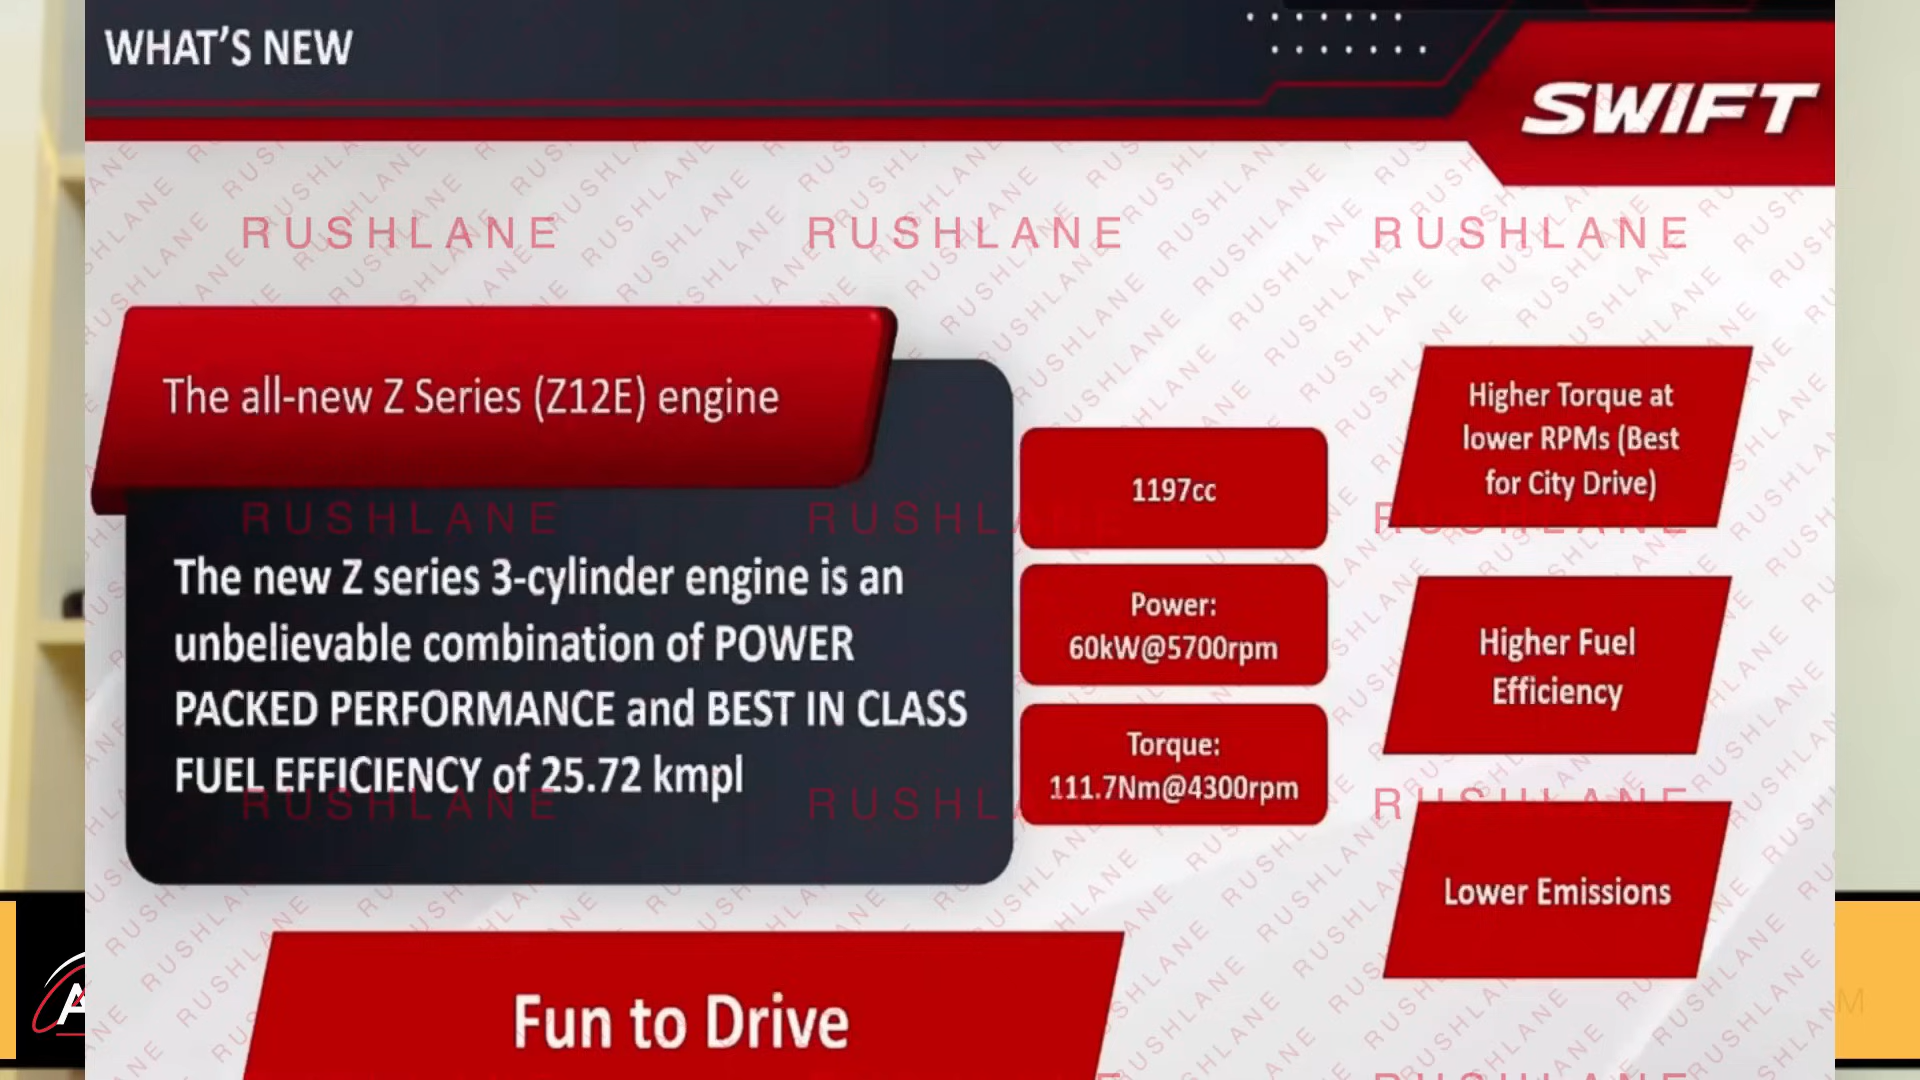 WHAT'S NEW
SWIFT
RUSHLANE RUSHLANE RUSHLANE
The all-new Z Series (Z12E) engine
The new Z series 3-cylinder engine is an
unbelievable combination of POWER
PACKED PERFORMANCE and BEST IN CLASS
FUEL EFFICIENCY of 25.72 kmpl
1197cc
Power:
60kW@5700rpm
Torque:
111.7Nm@4300rpm
Higher Torque at
lower RPMs (Best
for City Drive)
Higher Fuel
Efficiency
Lower Emissions
Fun to Drive